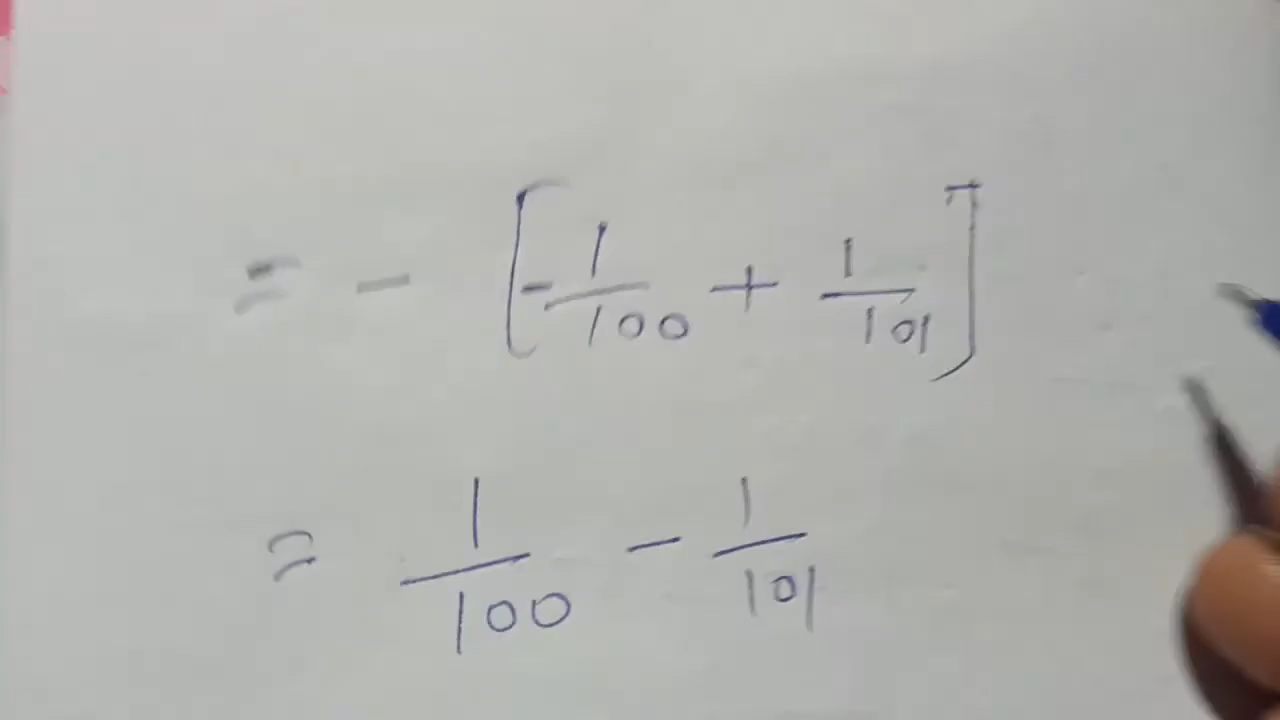 = - [-1/100 + 1/101]
= 1/100 - 1/101